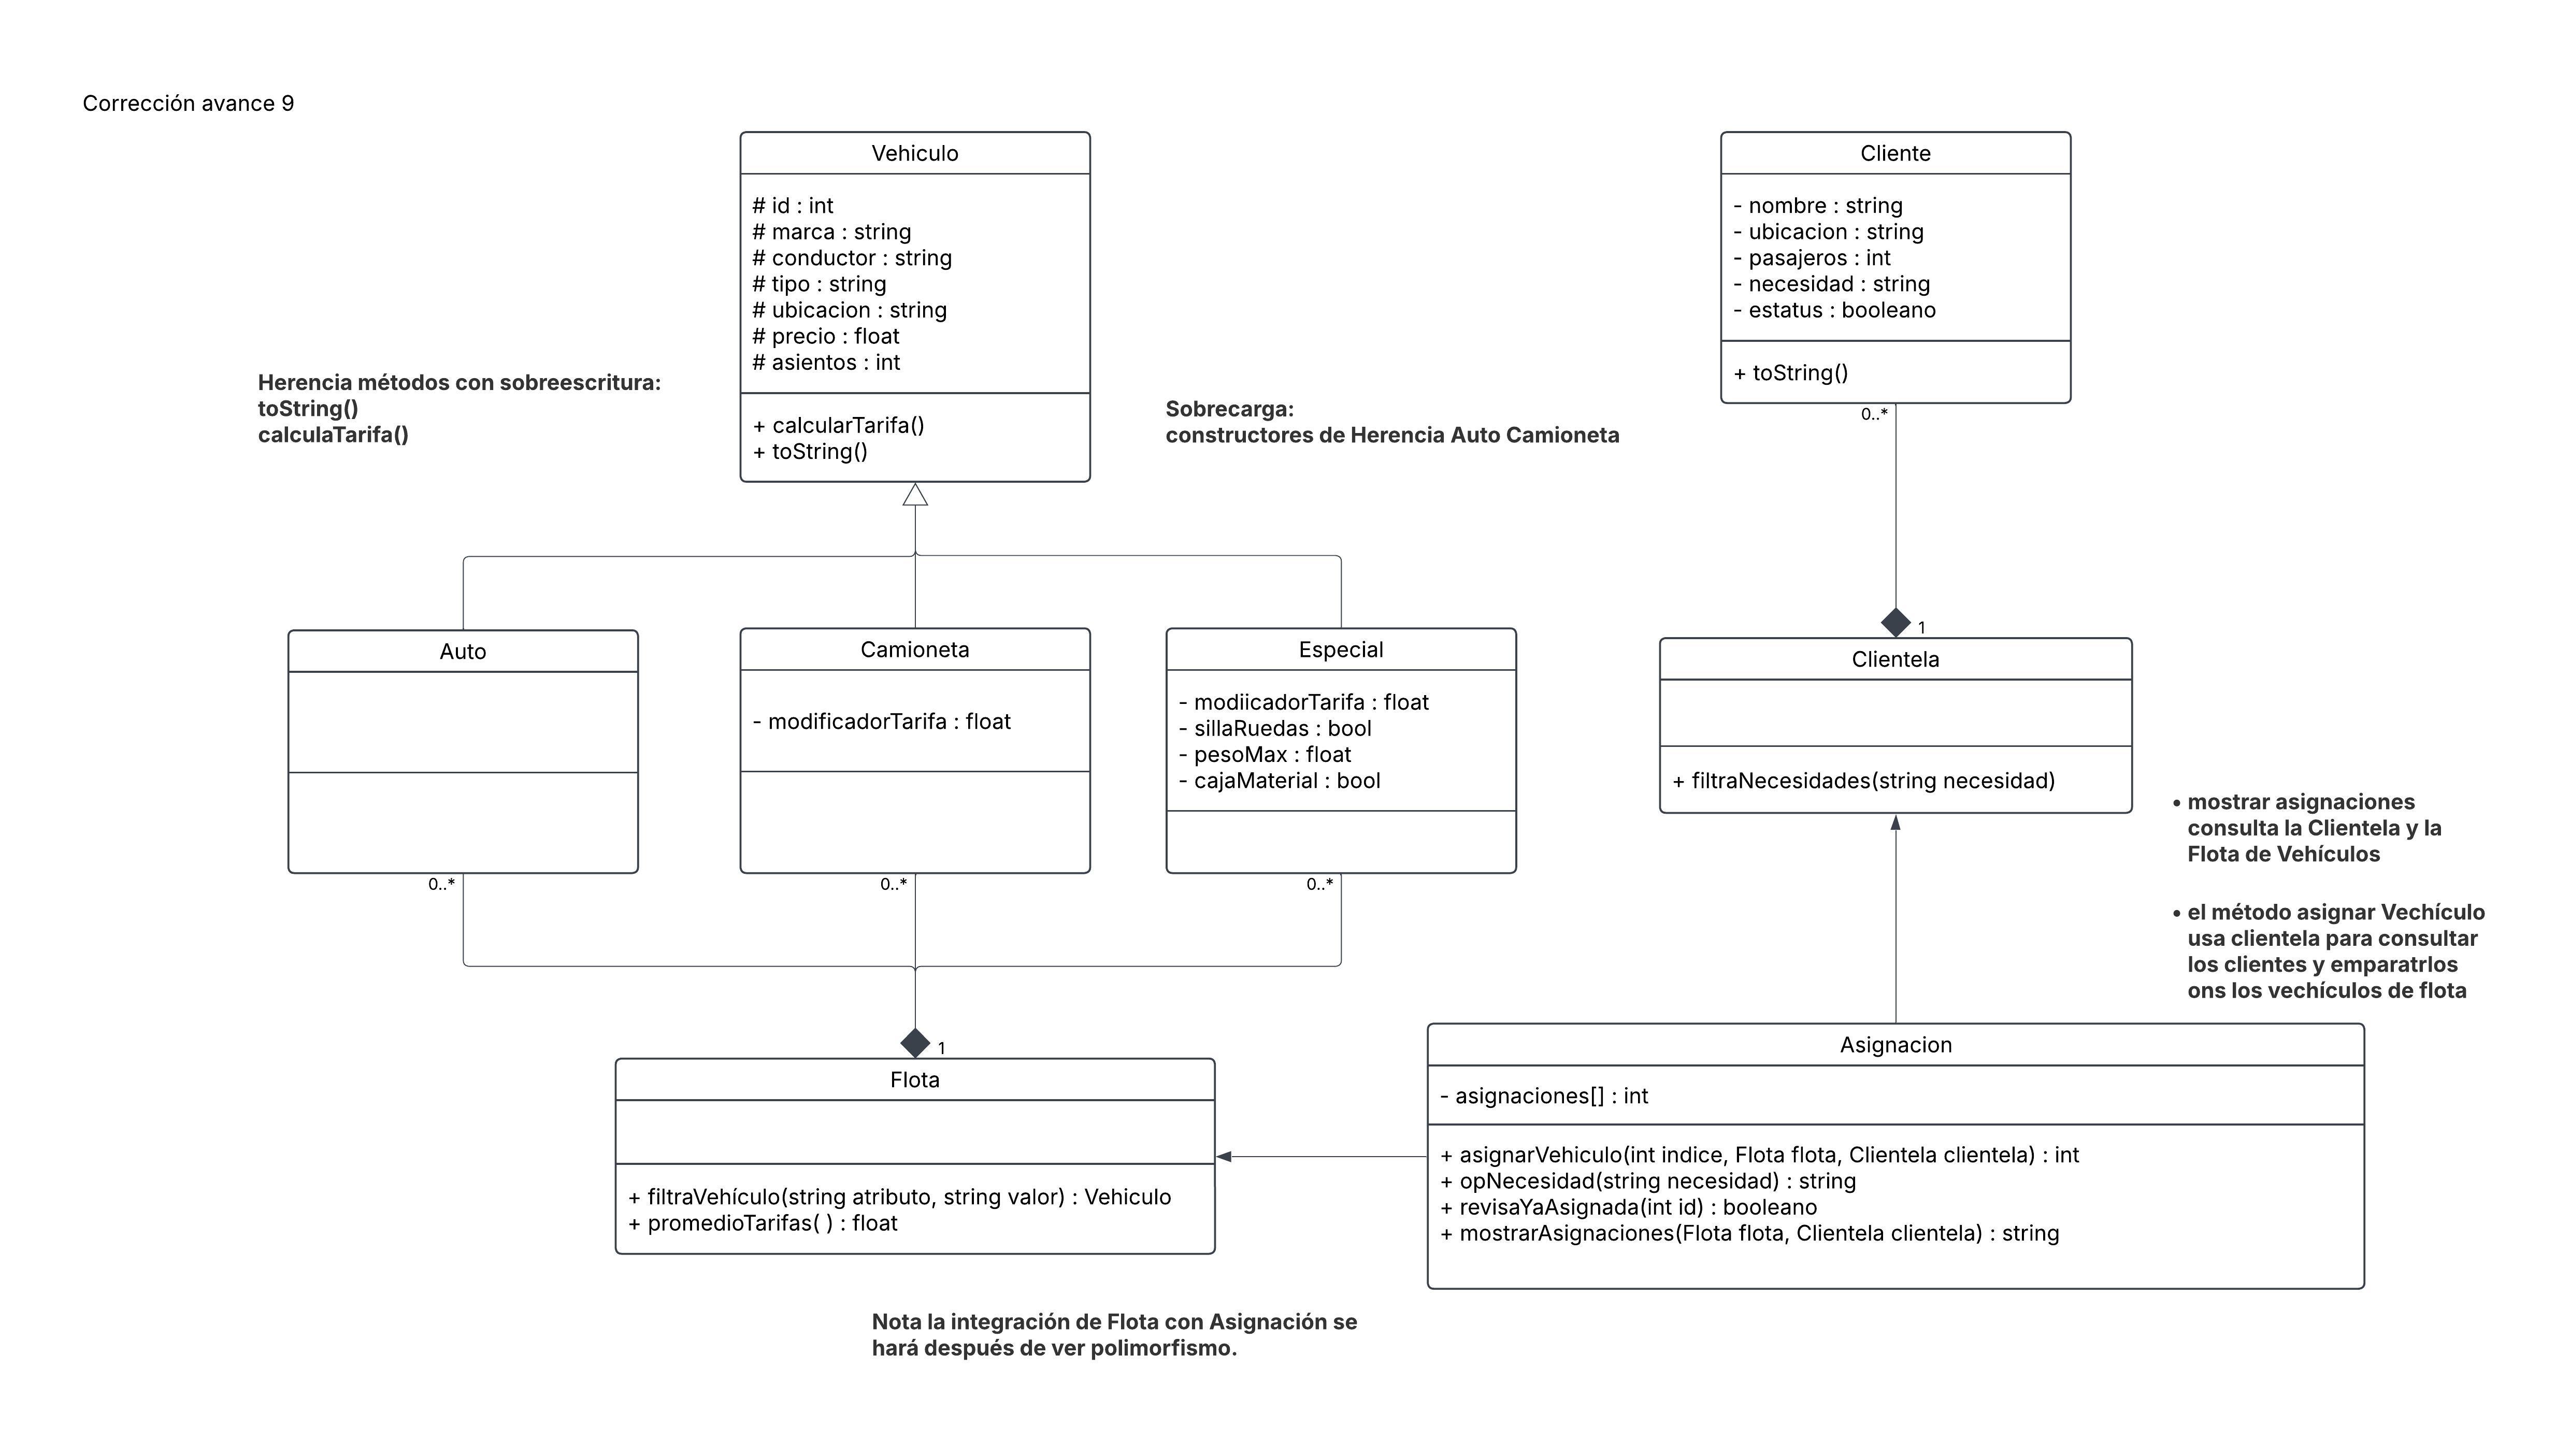 Corrección avance 9
Vehiculo
# id : int
# marca : string
# conductor : string
# tipo : string
# ubicacion : string
# precio : float
# asientos : int
+ calcularTarifa()
+ toString()
Cliente
- nombre : string
- ubicacion : string
- pasajeros : int
- necesidad : string
- estatus : booleano
+ toString()
0..*
Herencia métodos con sobreescritura:
toString()
calculaTarifa()
Sobrecarga:
constructores de Herencia Auto Camioneta
Auto
0..*
Camioneta
- modificadorTarifa : float
0..*
Especial
- modiicadorTarifa : float
- sillaRuedas : bool
- pesoMax : float
- cajaMaterial : bool
0..*
1
Clientela
+ filtraNecesidades(string necesidad)
• mostrar asignaciones
consulta la Clientela y la
Flota de Vehículos
• el método asignar Vechículo
usa clientela para consultar
los clientes y emparatrlos
ons los vechículos de flota
1
Flota
+ filtraVehículo(string atributo, string valor) : Vehiculo
+ promedioTarifas( ) : float
Asignacion
- asignaciones[] : int
+ asignarVehiculo(int indice, Flota flota, Clientela clientela) : int
+ opNecesidad(string necesidad) : string
+ revisaYaAsignada(int id) : booleano
+ mostrarAsignaciones(Flota flota, Clientela clientela) : string
Nota la integración de Flota con Asignación se
hará después de ver polimorfismo.